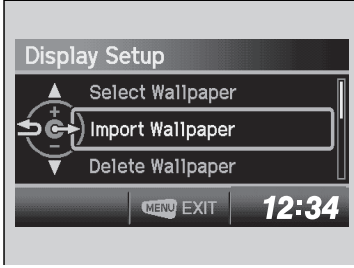 Display Setup
Select Wallpaper
Import Wallpaper
Delete Wallpaper
MENU EXIT 12:34